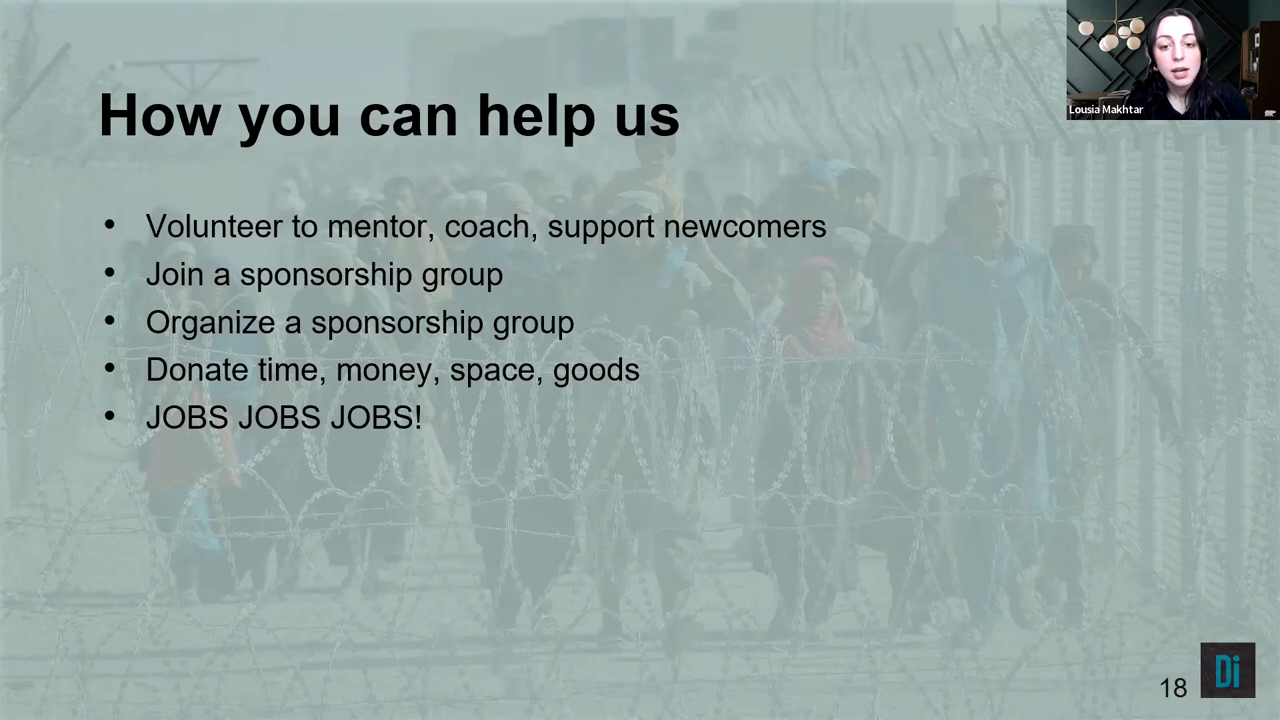 Lousia Makhtar
How you can help us
• Volunteer to mentor, coach, support newcomers
• Join a sponsorship group
• Organize a sponsorship group
• Donate time, money, space, goods
• JOBS JOBS JOBS!
18
Di